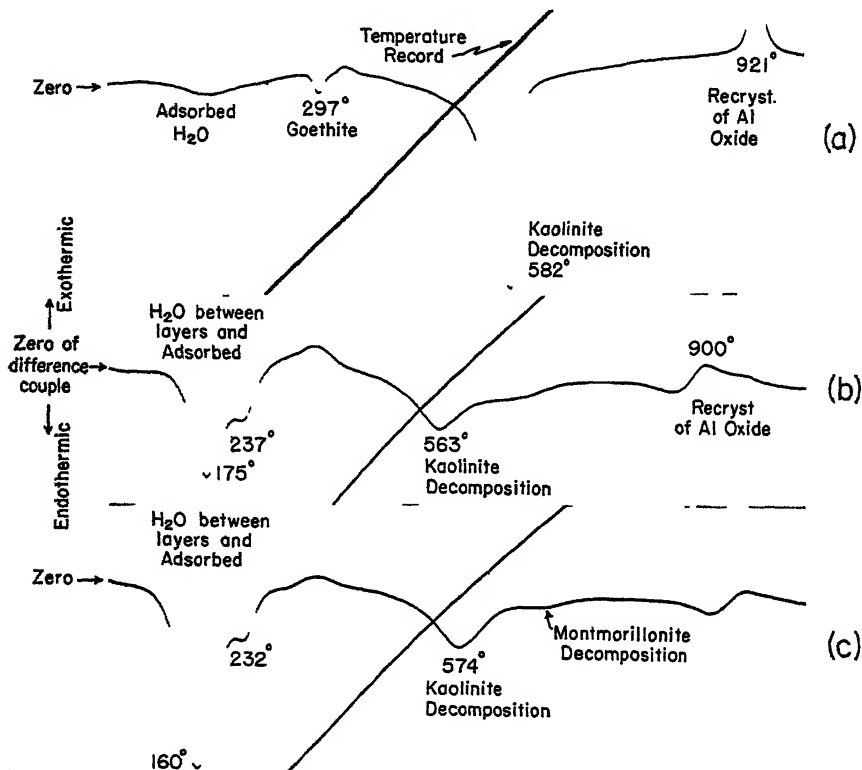 Temperature
Record
Zero →
Adsorbed
H₂O
297°
Goethite
921°
Recryst.
of Al
Oxide
(a)
Kaolinite
Decomposition
582°
Exothermic
Zero of
difference
couple
Endothermic
H₂O between
layers and
Adsorbed
237°
175°
563°
Kaolinite
Decomposition
900°
Recryst
of Al Oxide
(b)
H₂O between
layers and
Adsorbed
Zero →
232°
160°
574°
Kaolinite
Decomposition
Montmorillonite
Decomposition
(c)